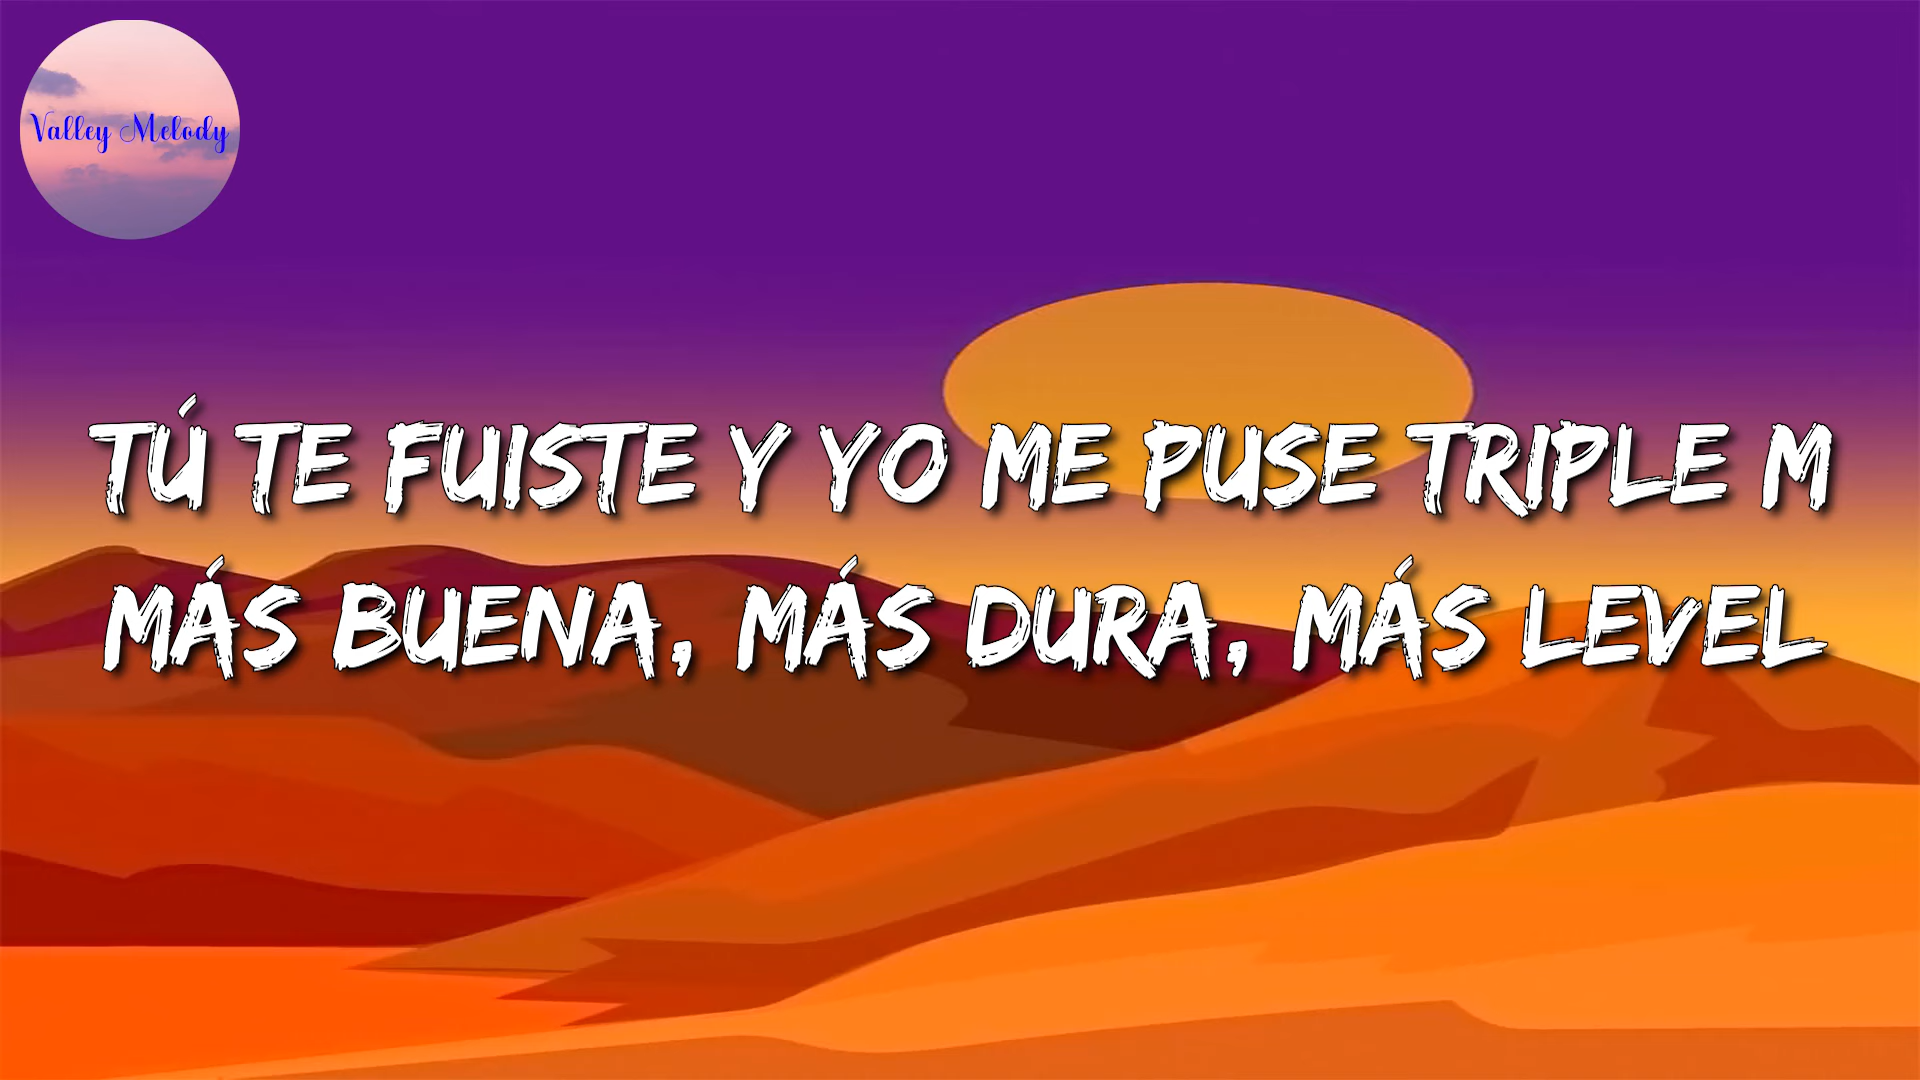 Valley Melody
TÚ TE FUISTE Y YO ME PUSE TRIPLE M
MÁS BUENA, MÁS DURA, MÁS LEVEL